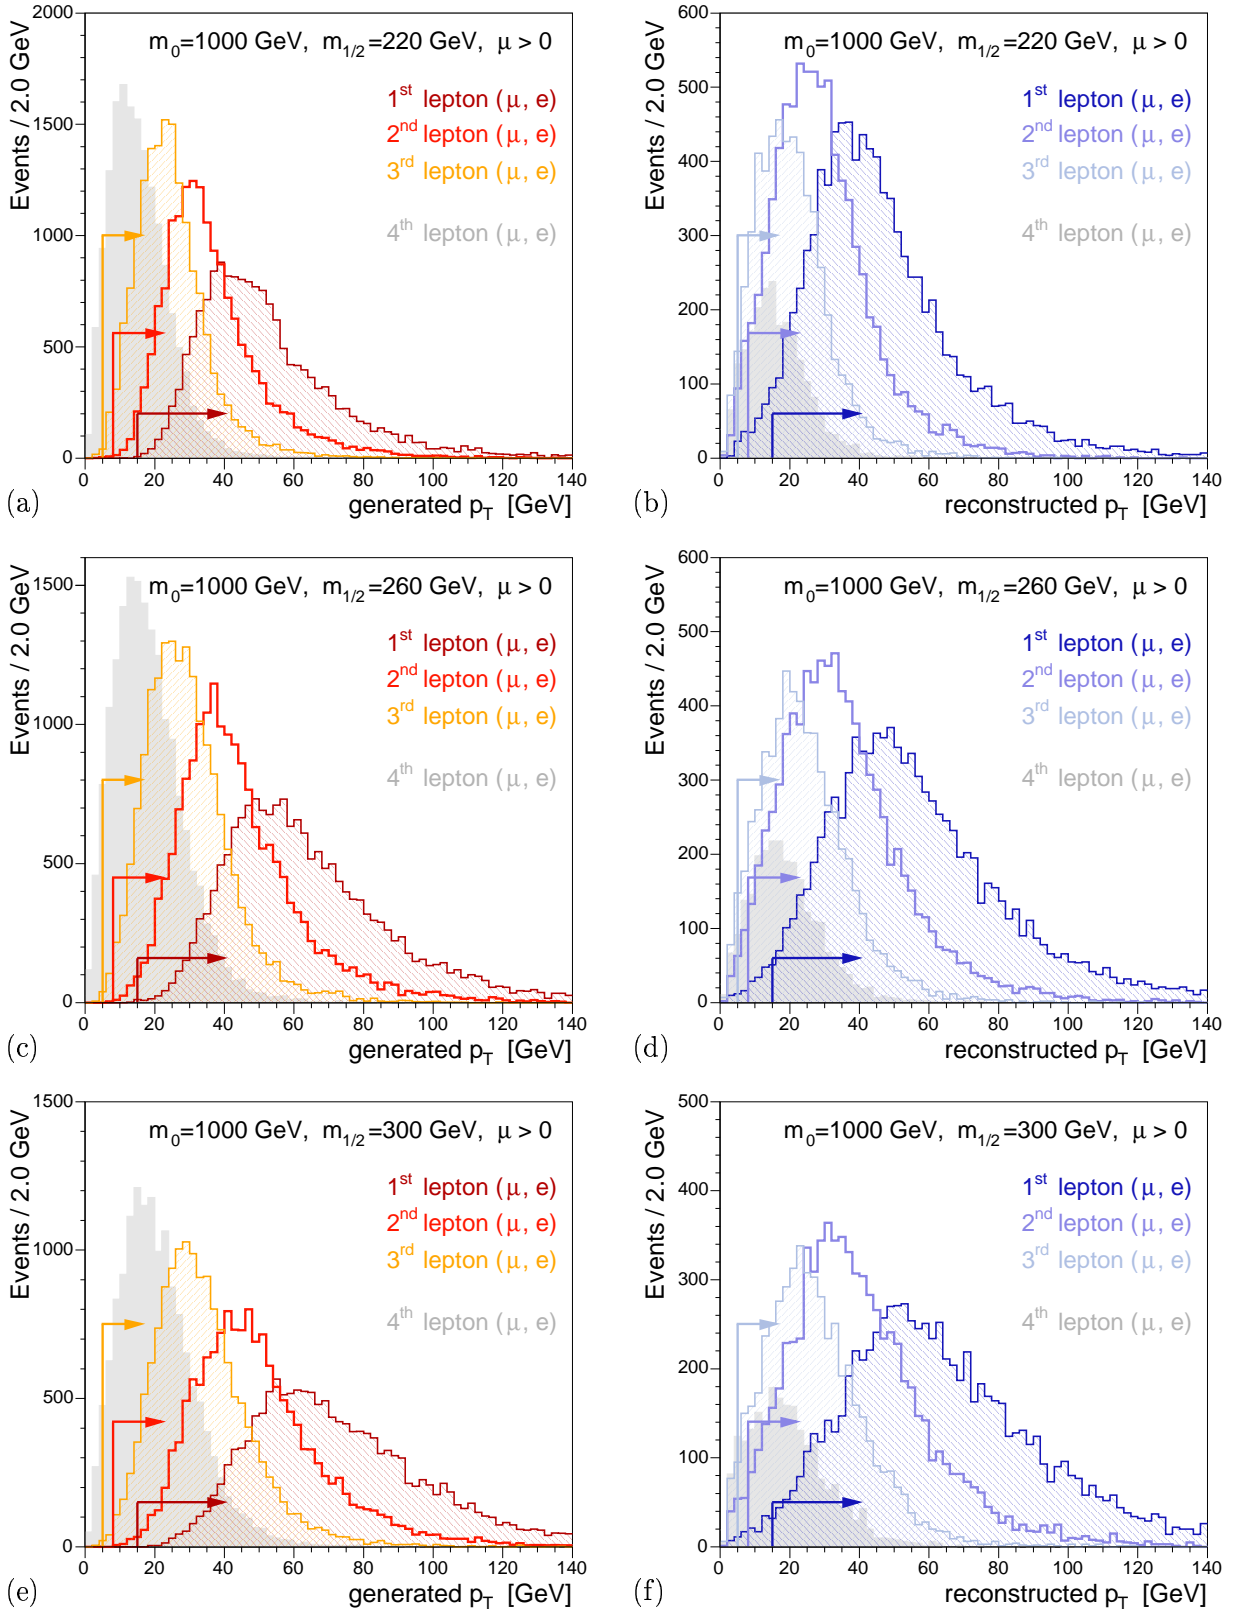 Events / 2.0 GeV
2000
1500
1000
500
0
m0=1000 GeV, m1/2=220 GeV, μ > 0
1st lepton (μ, e)
2nd lepton (μ, e)
3rd lepton (μ, e)
4th lepton (μ, e)
0 20 40 60 80 100 120 140
generated pT [GeV]
(a)
Events / 2.0 GeV
600
500
400
300
200
100
0
m0=1000 GeV, m1/2=220 GeV, μ > 0
1st lepton (μ, e)
2nd lepton (μ, e)
3rd lepton (μ, e)
4th lepton (μ, e)
0 20 40 60 80 100 120 140
reconstructed pT [GeV]
(b)
Events / 2.0 GeV
1500
1000
500
0
m0=1000 GeV, m1/2=260 GeV, μ > 0
1st lepton (μ, e)
2nd lepton (μ, e)
3rd lepton (μ, e)
4th lepton (μ, e)
0 20 40 60 80 100 120 140
generated pT [GeV]
(c)
Events / 2.0 GeV
600
500
400
300
200
100
0
m0=1000 GeV, m1/2=260 GeV, μ > 0
1st lepton (μ, e)
2nd lepton (μ, e)
3rd lepton (μ, e)
4th lepton (μ, e)
0 20 40 60 80 100 120 140
reconstructed pT [GeV]
(d)
Events / 2.0 GeV
1500
1000
500
0
m0=1000 GeV, m1/2=300 GeV, μ > 0
1st lepton (μ, e)
2nd lepton (μ, e)
3rd lepton (μ, e)
4th lepton (μ, e)
0 20 40 60 80 100 120 140
generated pT [GeV]
(e)
Events / 2.0 GeV
500
400
300
200
100
0
m0=1000 GeV, m1/2=300 GeV, μ > 0
1st lepton (μ, e)
2nd lepton (μ, e)
3rd lepton (μ, e)
4th lepton (μ, e)
0 20 40 60 80 100 120 140
reconstructed pT [GeV]
(f)